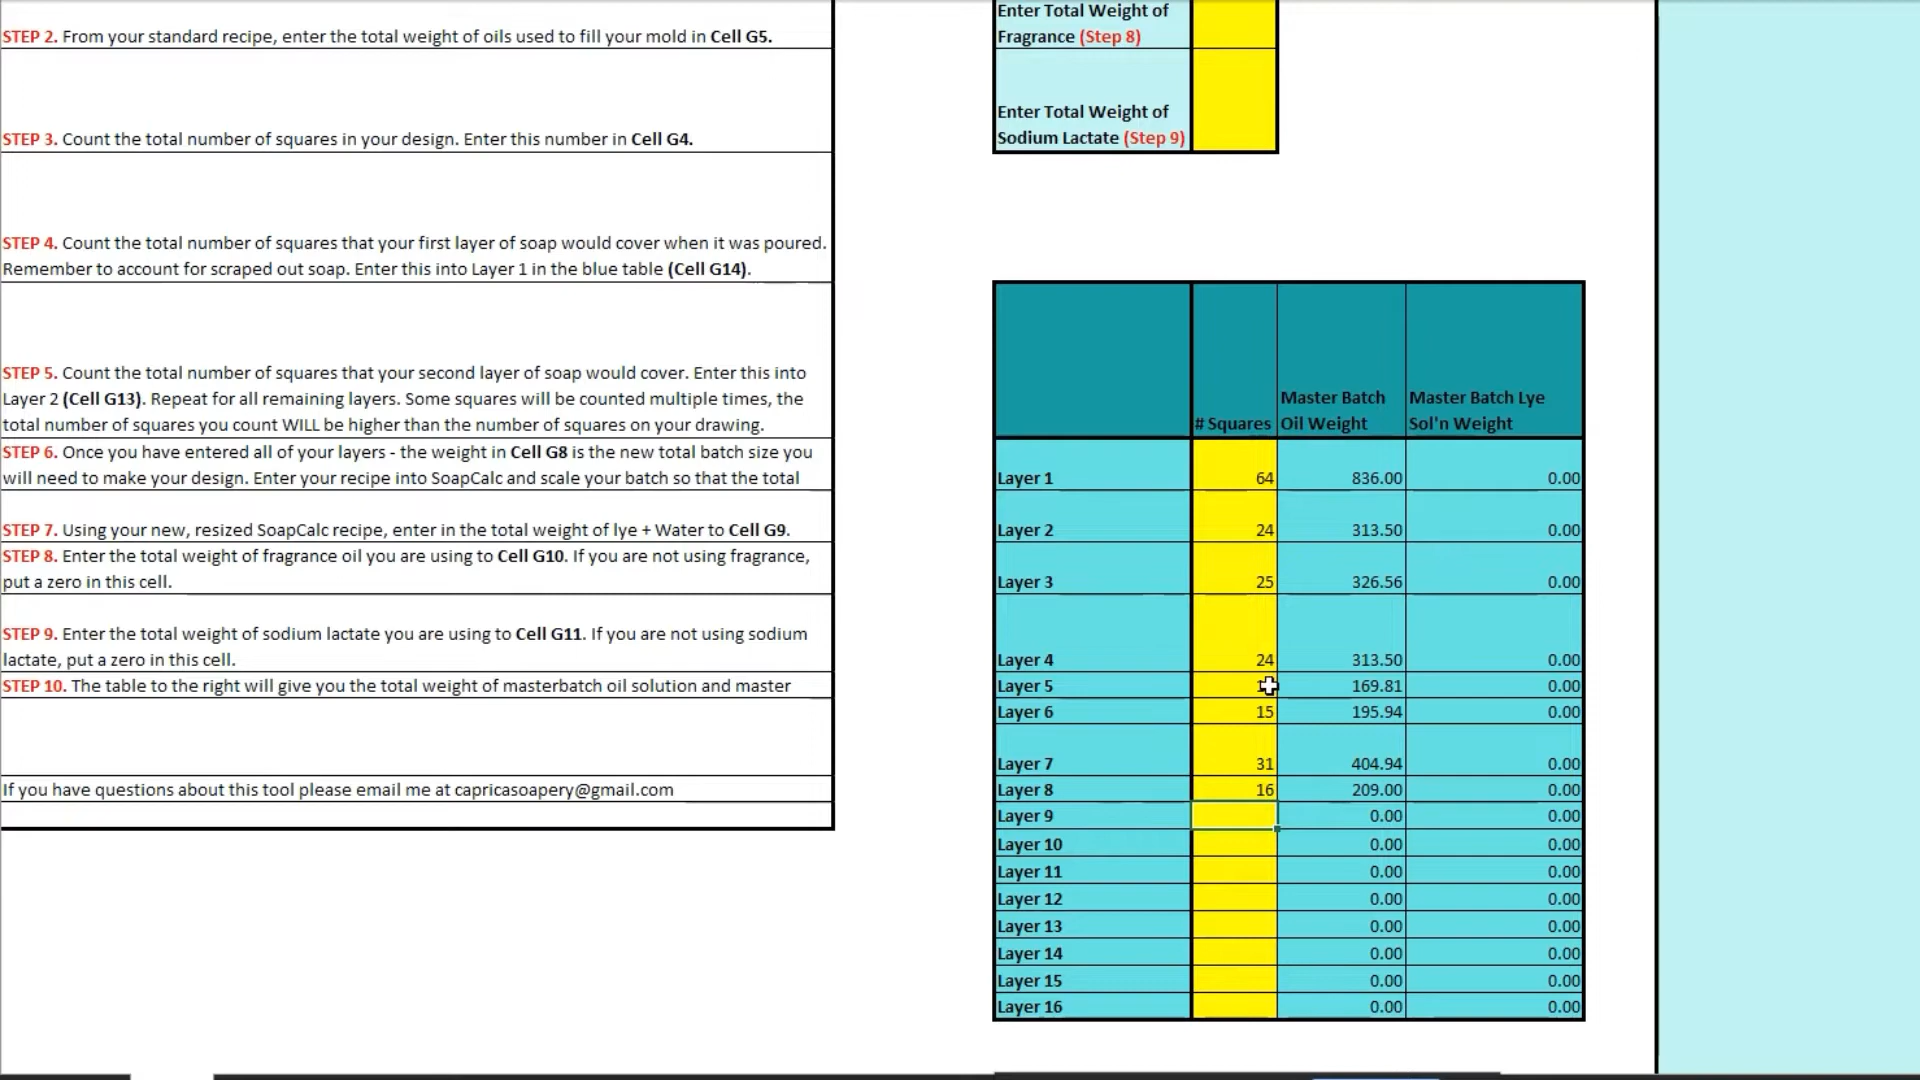 STEP 2. From your standard recipe, enter the total weight of oils used to fill your mold in Cell G5.
STEP 3. Count the total number of squares in your design. Enter this number in Cell G4.
STEP 4. Count the total number of squares that your first layer of soap would cover when it was poured.
Remember to account for scraped out soap. Enter this into Layer 1 in the blue table (Cell G14).
STEP 5. Count the total number of squares that your second layer of soap would cover. Enter this into
Layer 2 (Cell G13). Repeat for all remaining layers. Some squares will be counted multiple times, the
total number of squares you count WILL be higher than the number of squares on your drawing.
STEP 6. Once you have entered all of your layers - the weight in Cell G8 is the new total batch size you
will need to make your design. Enter your recipe into SoapCalc and scale your batch so that the total
STEP 7. Using your new, resized SoapCalc recipe, enter in the total weight of lye + Water to Cell G9.
STEP 8. Enter the total weight of fragrance oil you are using to Cell G10. If you are not using fragrance,
put a zero in this cell.
STEP 9. Enter the total weight of sodium lactate you are using to Cell G11. If you are not using sodium
lactate, put a zero in this cell.
STEP 10. The table to the right will give you the total weight of masterbatch oil solution and master
If you have questions about this tool please email me at capricasoapery@gmail.com
Enter Total Weight of
Fragrance (Step 8)
Enter Total Weight of
Sodium Lactate (Step 9)
# Squares Master Batch Oil Weight Master Batch Lye Sol'n Weight
Layer 1 64 836.00 0.00
Layer 2 24 313.50 0.00
Layer 3 25 326.56 0.00
Layer 4 24 313.50 0.00
Layer 5 169.81 0.00
Layer 6 15 195.94 0.00
Layer 7 31 404.94 0.00
Layer 8 16 209.00 0.00
Layer 9 0.00 0.00
Layer 10 0.00 0.00
Layer 11 0.00 0.00
Layer 12 0.00 0.00
Layer 13 0.00 0.00
Layer 14 0.00 0.00
Layer 15 0.00 0.00
Layer 16 0.00 0.00